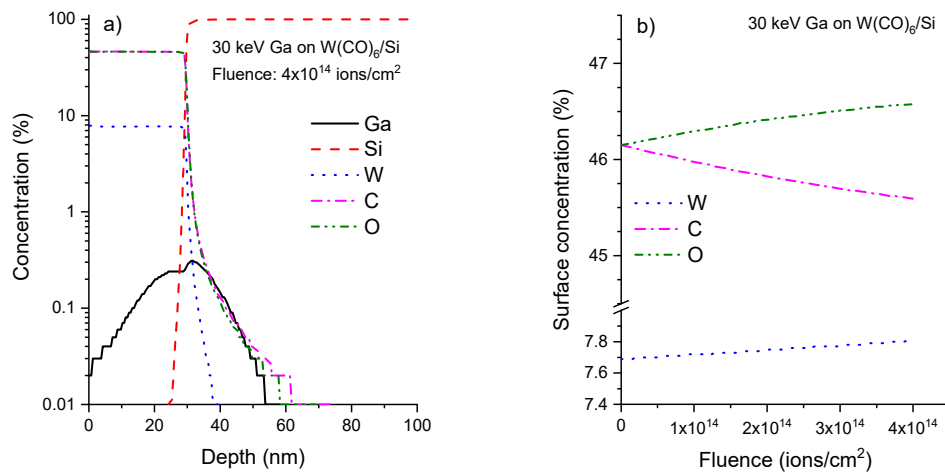 a)
30 keV Ga on W(CO)6/Si
Fluence: 4x10^14 ions/cm^2
Ga
Si
W
C
O
Concentration (%)
100
10
1
0.1
0.01
0
20
40
60
80
100
Depth (nm)
b)
30 keV Ga on W(CO)6/Si
W
C
O
Surface concentration (%)
47
46
45
7.8
7.6
7.4
0
1x10^14
2x10^14
3x10^14
4x10^14
Fluence (ions/cm^2)